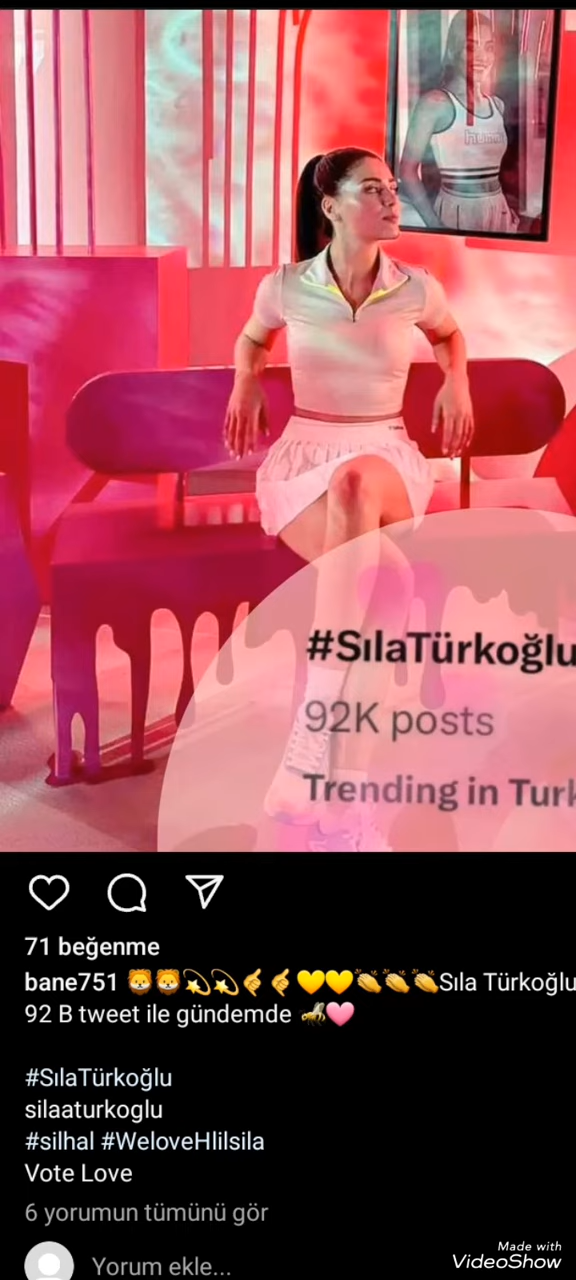 #SılaTürkoğlu
92K posts
Trending in Turk
71 beğenme
bane751 🦁🦁💫💫🫰🫰💛💛👏👏👏Sıla Türkoğlu
92 B tweet ile gündemde 🐝🩷
#SılaTürkoğlu
silaaturkoglu
#silhal #WeloveHlilsila
Vote Love
6 yorumun tümünü gör
Yorum ekle...
Made with
VideoShow